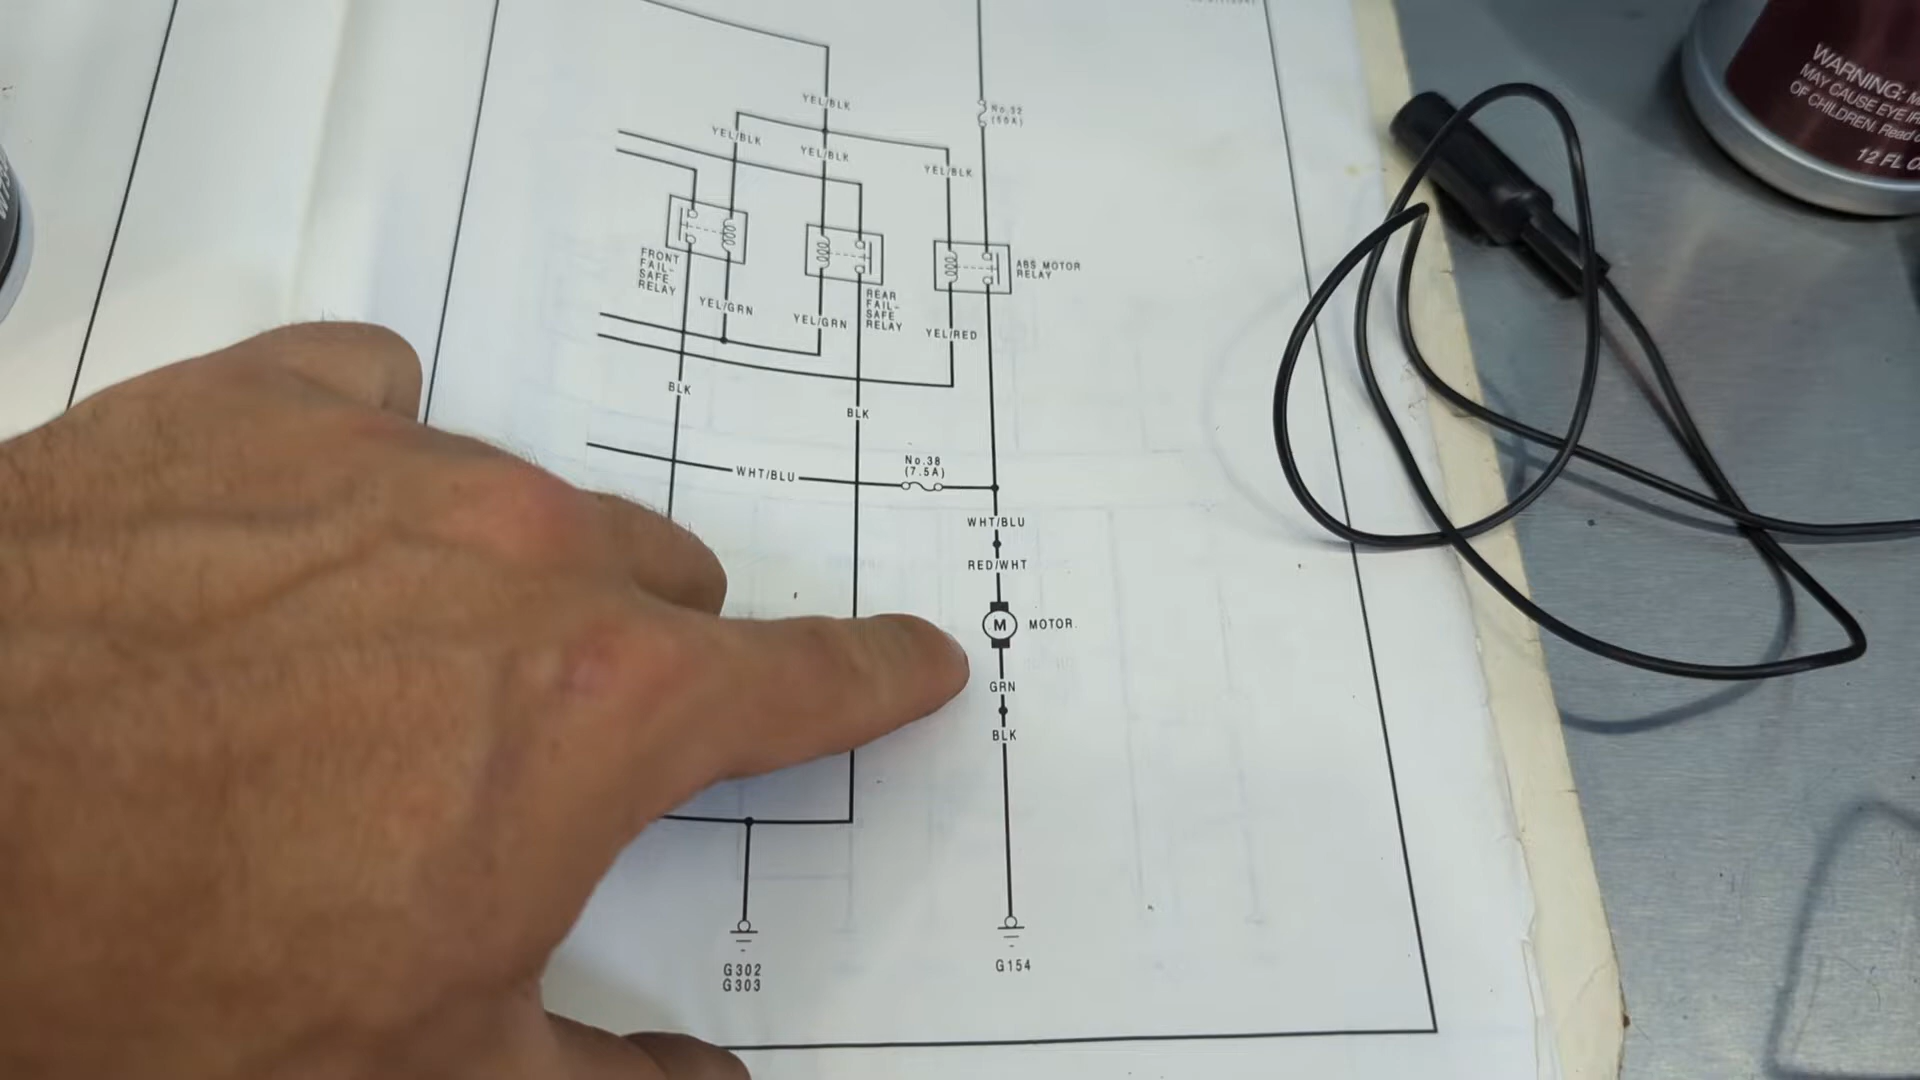 YEL/BLK
No.52
(50A)
YEL/BLK
YEL/BLK
YEL/BLK
FRONT
FAIL-
SAFE
RELAY
ABS MOTOR
RELAY
REAR
FAIL-
SAFE
RELAY
YEL/GRN
YEL/GRN
YEL/RED
BLK
BLK
No.38
(7.5A)
WHT/BLU
WHT/BLU
RED/WHT
M
MOTOR
GRN
BLK
G302
G303
G154
WARNING:
MAY CAUSE EYE
OF CHILDREN. Read
12 FL